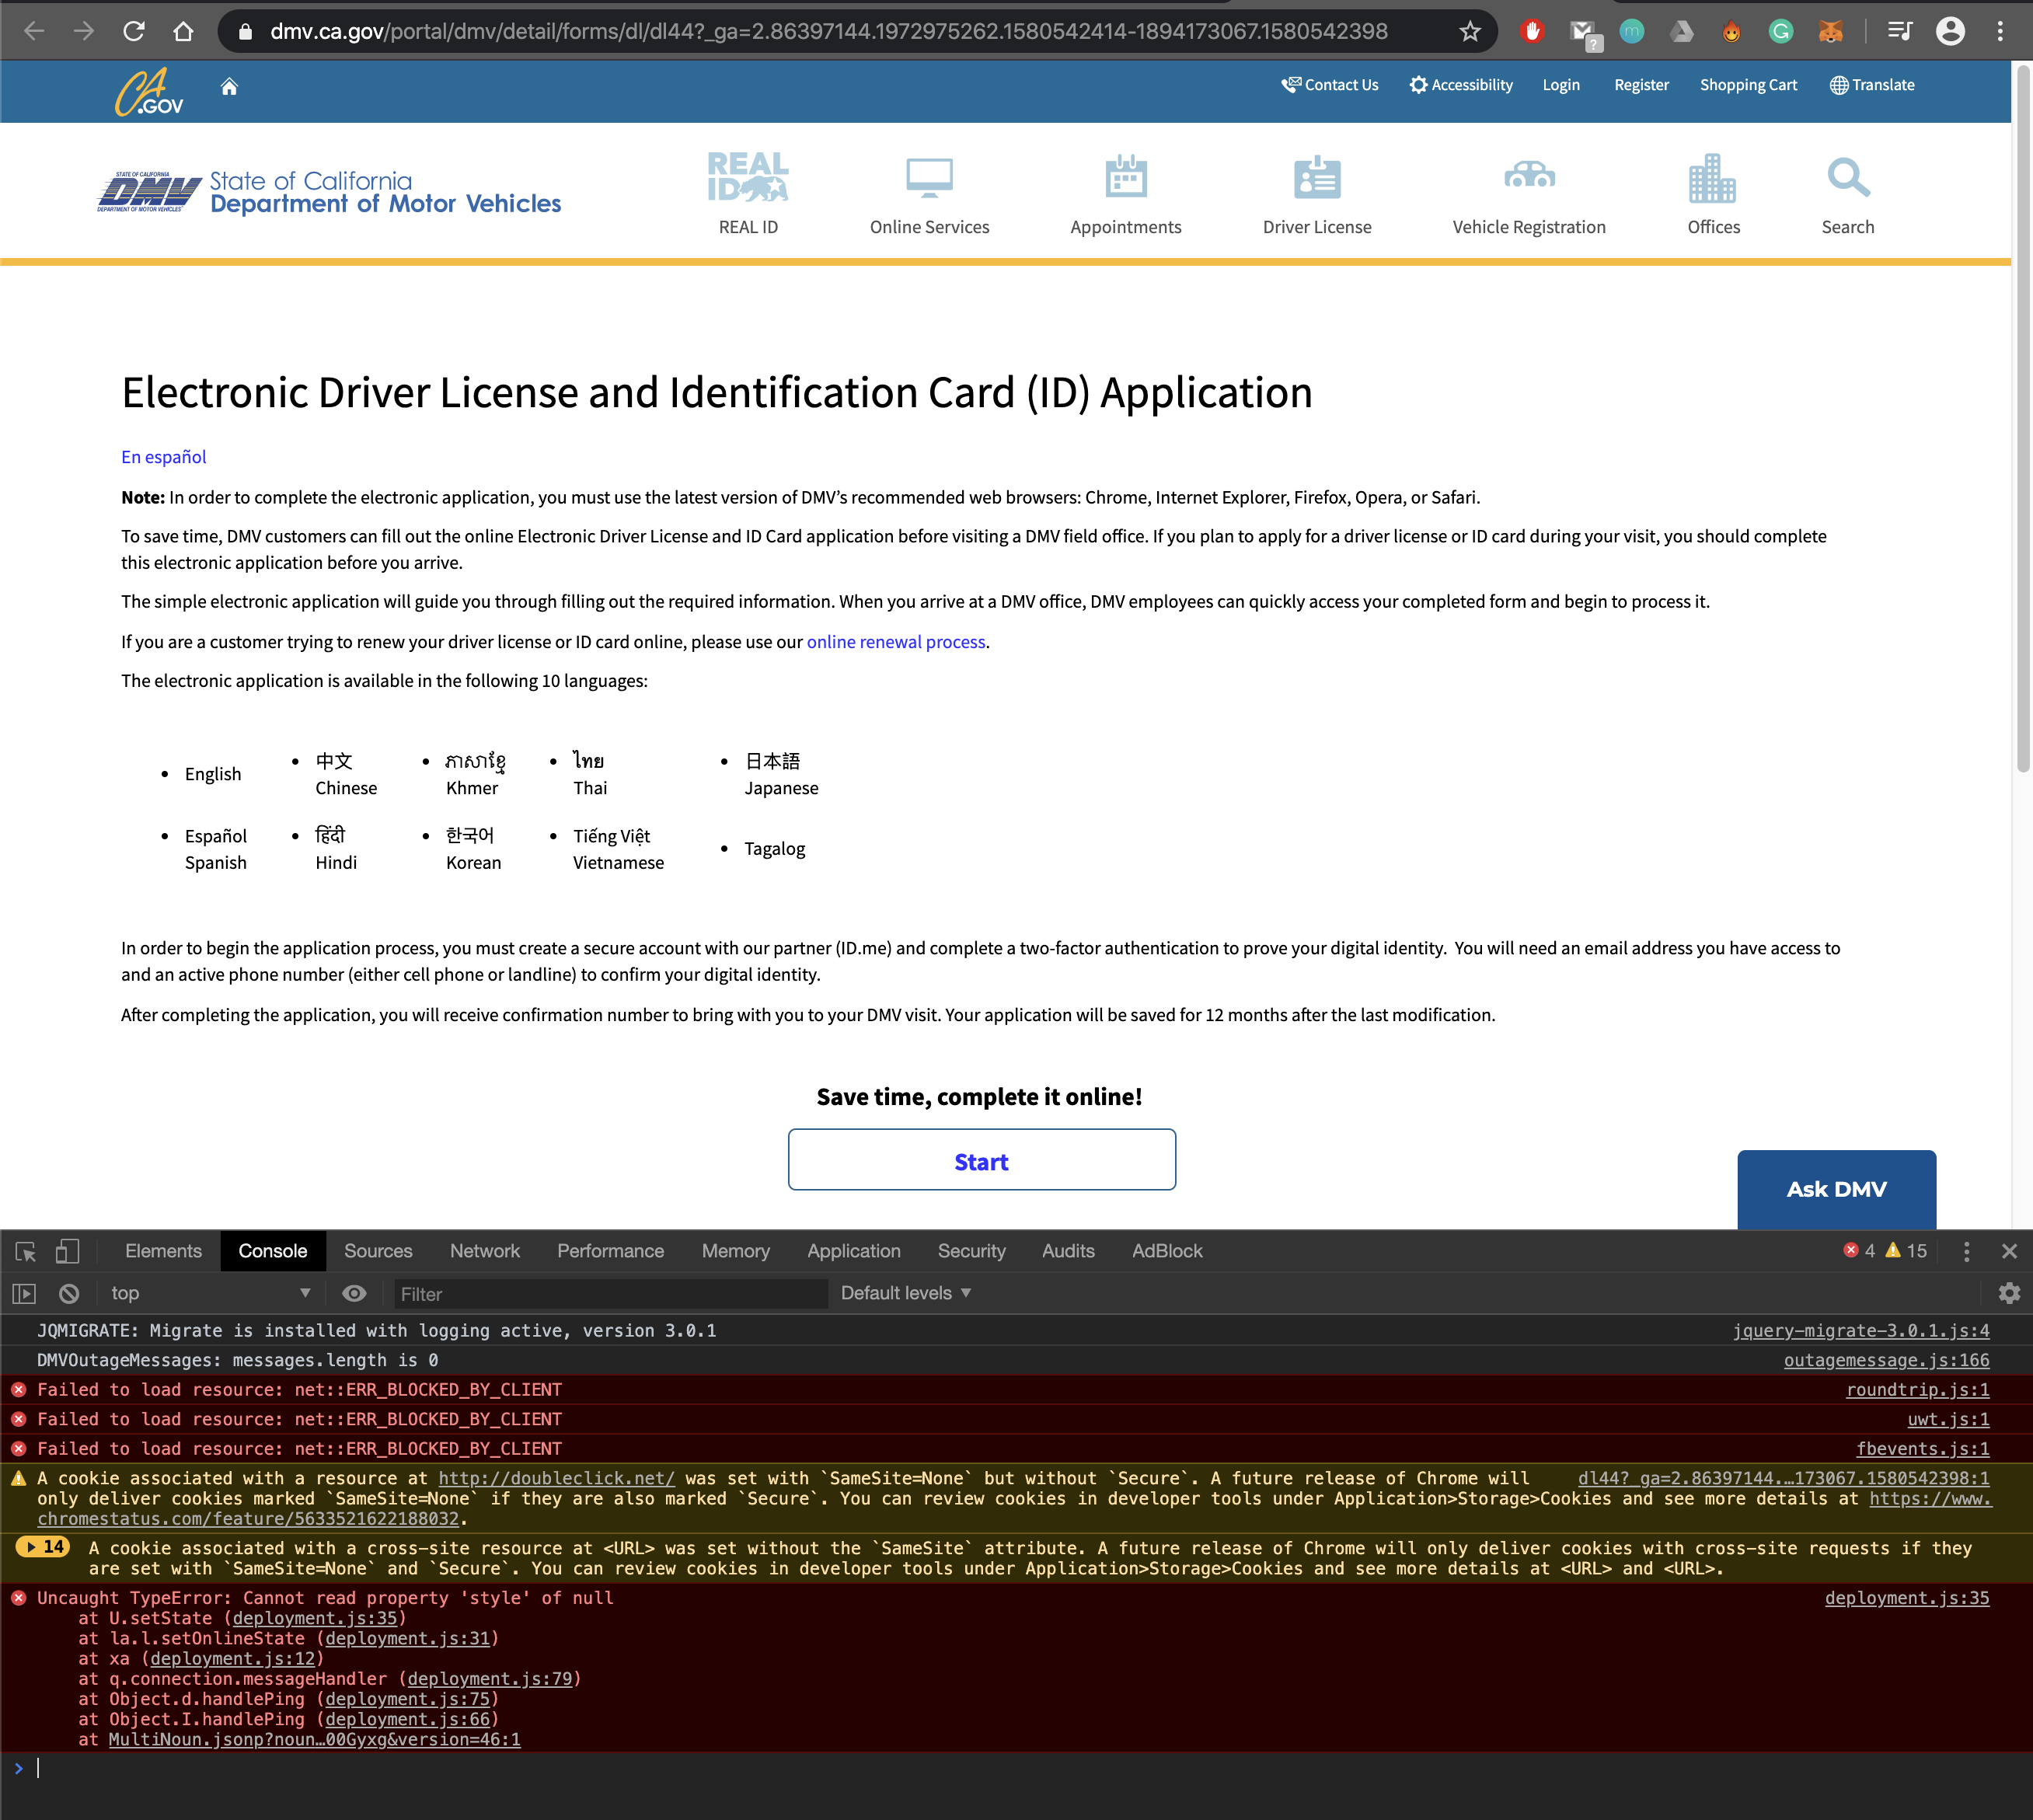 dmv.ca.gov/portal/dmv/detail/forms/dl/dl44?_ga=2.86397144.1972975262.1580542414-1894173067.1580542398
?
m
G
CA.GOV
Contact Us
Accessibility
Login
Register
Shopping Cart
Translate
STATE OF CALIFORNIA
DMV
DEPARTMENT OF MOTOR VEHICLES
State of California
Department of Motor Vehicles
REAL
ID
REAL ID
Online Services
Appointments
Driver License
Vehicle Registration
Offices
Search
Electronic Driver License and Identification Card (ID) Application
En español
Note: In order to complete the electronic application, you must use the latest version of DMV’s recommended web browsers: Chrome, Internet Explorer, Firefox, Opera, or Safari.
To save time, DMV customers can fill out the online Electronic Driver License and ID Card application before visiting a DMV field office. If you plan to apply for a driver license or ID card during your visit, you should complete
this electronic application before you arrive.
The simple electronic application will guide you through filling out the required information. When you arrive at a DMV office, DMV employees can quickly access your completed form and begin to process it.
If you are a customer trying to renew your driver license or ID card online, please use our online renewal process.
The electronic application is available in the following 10 languages:
English
中文
Chinese
ភាសាខ្មែ
Khmer
ไทย
Thai
日本語
Japanese
Español
Spanish
हिंदी
Hindi
한국어
Korean
Tiếng Việt
Vietnamese
Tagalog
In order to begin the application process, you must create a secure account with our partner (ID.me) and complete a two-factor authentication to prove your digital identity.  You will need an email address you have access to
and an active phone number (either cell phone or landline) to confirm your digital identity.
After completing the application, you will receive confirmation number to bring with you to your DMV visit. Your application will be saved for 12 months after the last modification.
Save time, complete it online!
Start
Ask DMV
Elements Console Sources Network Performance Memory Application Security Audits AdBlock 4 15
top Filter Default levels
JQMIGRATE: Migrate is installed with logging active, version 3.0.1 jquery-migrate-3.0.1.js:4
DMVOutageMessages: messages.length is 0 outagemessage.js:166
Failed to load resource: net::ERR_BLOCKED_BY_CLIENT roundtrip.js:1
Failed to load resource: net::ERR_BLOCKED_BY_CLIENT uwt.js:1
Failed to load resource: net::ERR_BLOCKED_BY_CLIENT fbevents.js:1
A cookie associated with a resource at http://doubleclick.net/ was set with `SameSite=None` but without `Secure`. A future release of Chrome will dl44?_ga=2.86397144.…173067.1580542398:1
only deliver cookies marked `SameSite=None` if they are also marked `Secure`. You can review cookies in developer tools under Application>Storage>Cookies and see more details at https://www.
chromestatus.com/feature/5633521622188032.
14 A cookie associated with a cross-site resource at <URL> was set without the `SameSite` attribute. A future release of Chrome will only deliver cookies with cross-site requests if they
are set with `SameSite=None` and `Secure`. You can review cookies in developer tools under Application>Storage>Cookies and see more details at <URL> and <URL>.
Uncaught TypeError: Cannot read property 'style' of null deployment.js:35
at U.setState (deployment.js:35)
at la.l.setOnlineState (deployment.js:31)
at xa (deployment.js:12)
at q.connection.messageHandler (deployment.js:79)
at Object.d.handlePing (deployment.js:75)
at Object.I.handlePing (deployment.js:66)
at MultiNoun.jsonp?noun…00Gyxg&version=46:1